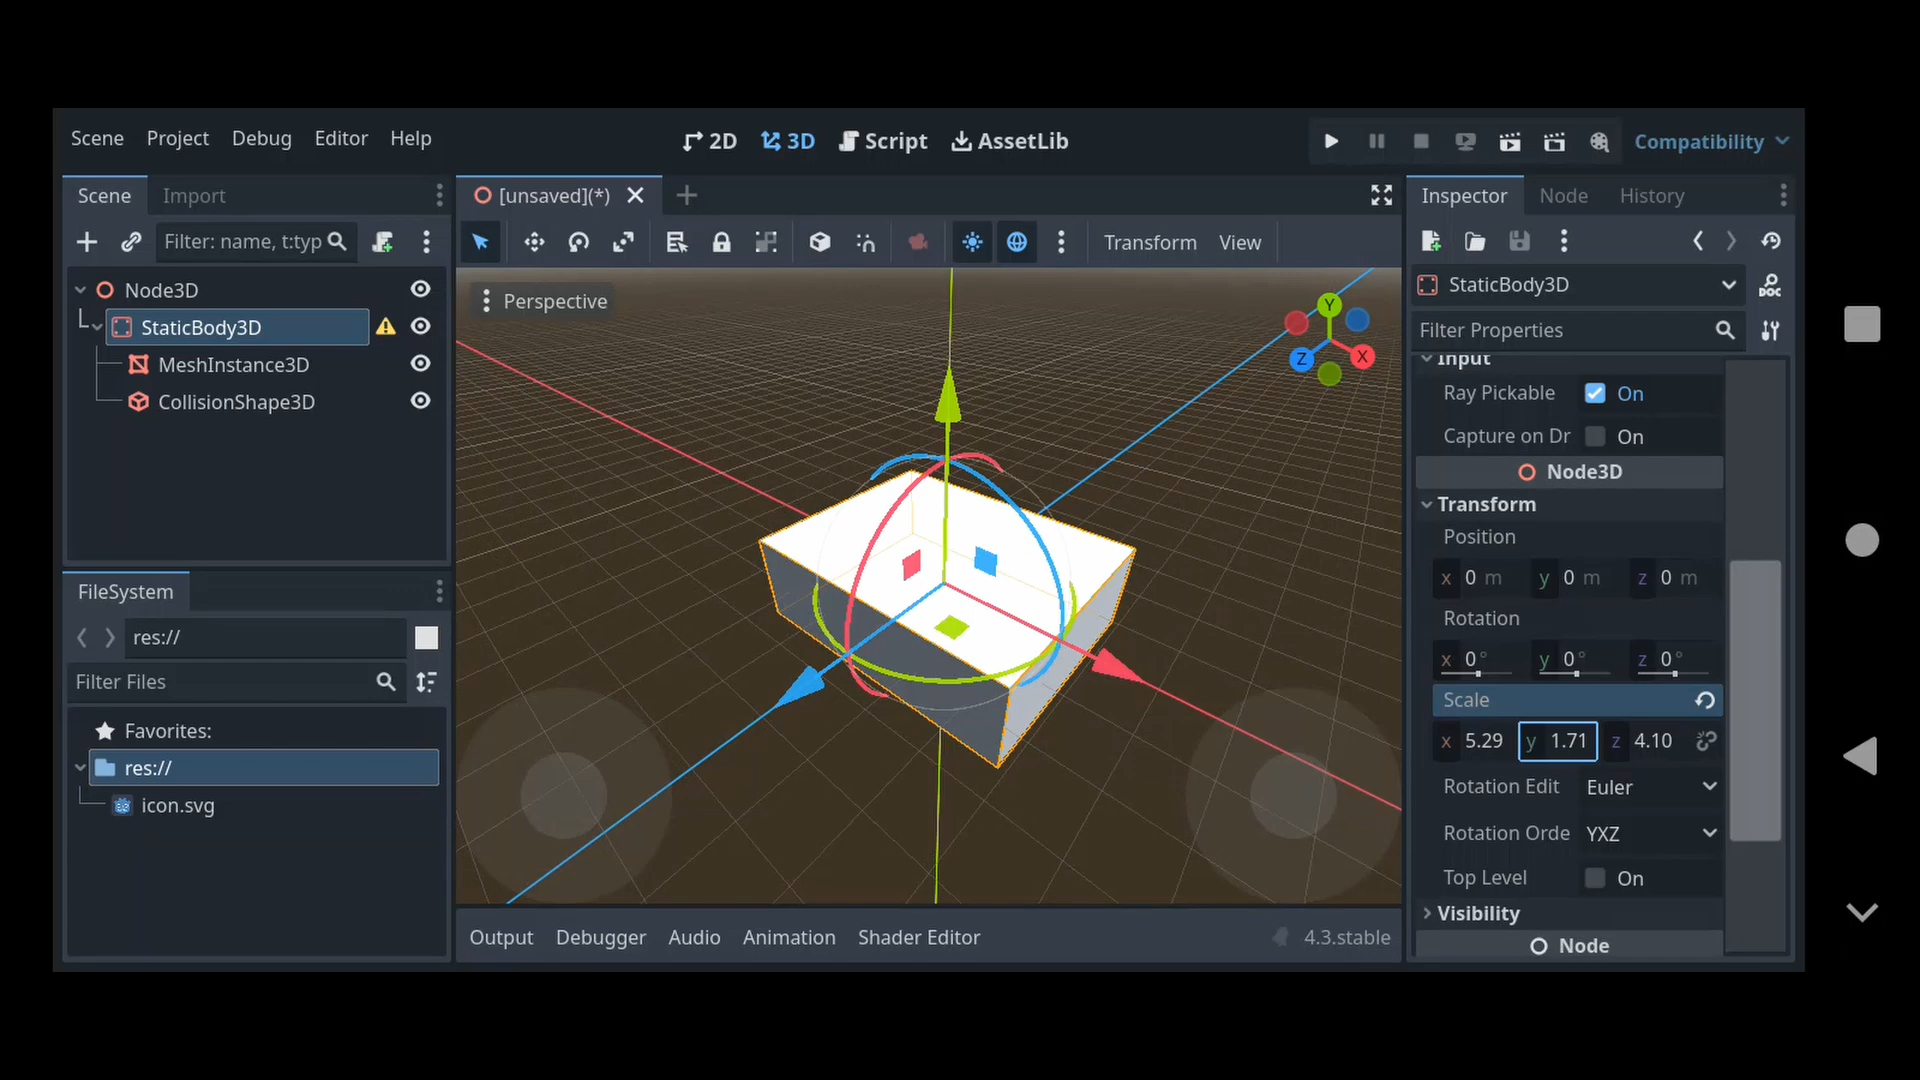 Scene Project Debug Editor Help
2D 3D Script AssetLib
Compatibility
Scene Import
Filter: name, t:typ
Node3D
StaticBody3D
MeshInstance3D
CollisionShape3D
FileSystem
res://
Filter Files
Favorites:
res://
icon.svg
[unsaved](*)
Transform View
Perspective
Y
Z
X
Output Debugger Audio Animation Shader Editor
4.3.stable
Inspector Node History
StaticBody3D
DOC
Filter Properties
Input
Ray Pickable On
Capture on Dr On
Node3D
Transform
Position
x 0 m y 0 m z 0 m
Rotation
x 0° y 0° z 0°
Scale
x 5.29 y 1.71 z 4.10
Rotation Edit Euler
Rotation Orde YXZ
Top Level On
Visibility
Node